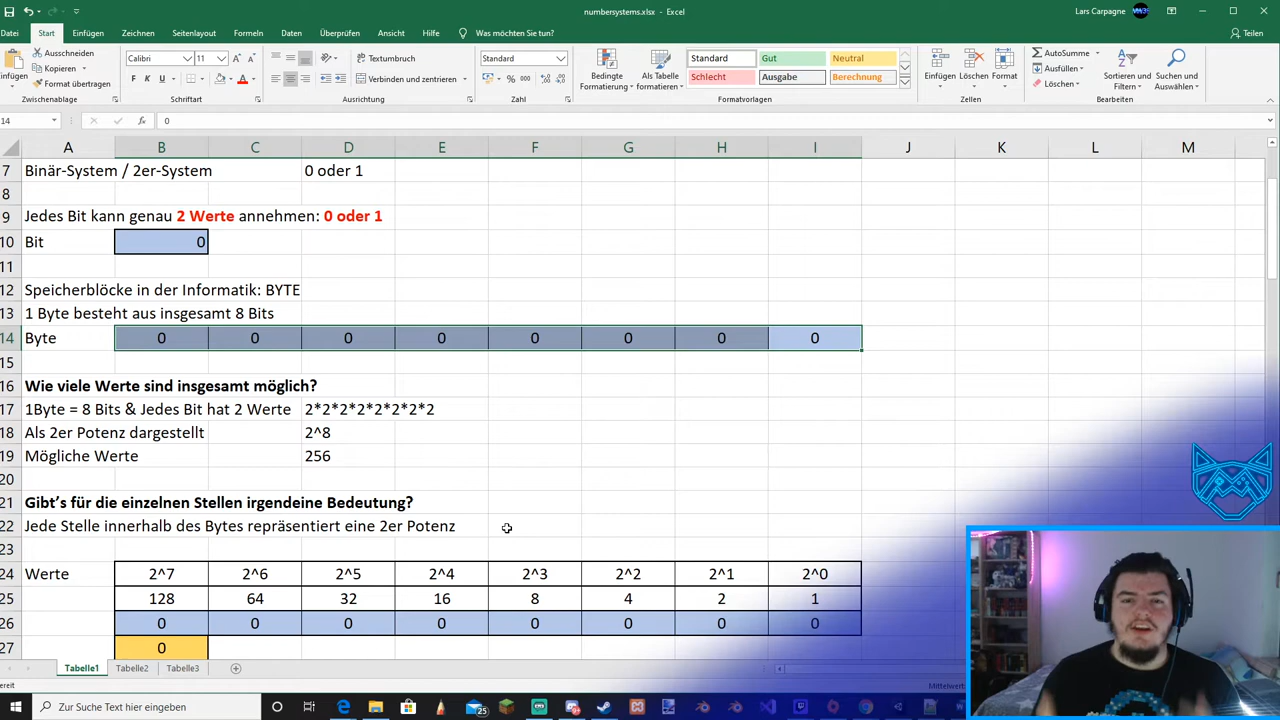 numbersystems.xlsx - Excel
Lars Carpagne
Datei Start Einfügen Zeichnen Seitenlayout Formeln Daten Überprüfen Ansicht Hilfe Was möchten Sie tun? Teilen
Einfügen
Ausschneiden
Kopieren
Format übertragen
Zwischenablage
Calibri 11
F K U
Schriftart
Textumbruch
Verbinden und zentrieren
Ausrichtung
Standard
Zahl
Bedingte Formatierung
Als Tabelle formatieren
Standard Gut Neutral
Schlecht Ausgabe Berechnung
Formatvorlagen
Einfügen Löschen Format
Zellen
AutoSumme
Ausfüllen
Löschen
Sortieren und Filtern
Suchen und Auswählen
Bearbeiten
14 fx 0
A B C D E F G H I J K L M
7 Binär-System / 2er-System 0 oder 1
8
9 Jedes Bit kann genau 2 Werte annehmen: 0 oder 1
10 Bit 0
11
12 Speicherblöcke in der Informatik: BYTE
13 1 Byte besteht aus insgesamt 8 Bits
14 Byte 0 0 0 0 0 0 0 0
15
16 Wie viele Werte sind insgesamt möglich?
17 1Byte = 8 Bits & Jedes Bit hat 2 Werte 2*2*2*2*2*2*2*2
18 Als 2er Potenz dargestellt 2^8
19 Mögliche Werte 256
20
21 Gibt's für die einzelnen Stellen irgendeine Bedeutung?
22 Jede Stelle innerhalb des Bytes repräsentiert eine 2er Potenz
23
24 Werte 2^7 2^6 2^5 2^4 2^3 2^2 2^1 2^0
25 128 64 32 16 8 4 2 1
26 0 0 0 0 0 0 0 0
27 0
Tabelle1 Tabelle2 Tabelle3
ereit
Zur Suche Text hier eingeben
25